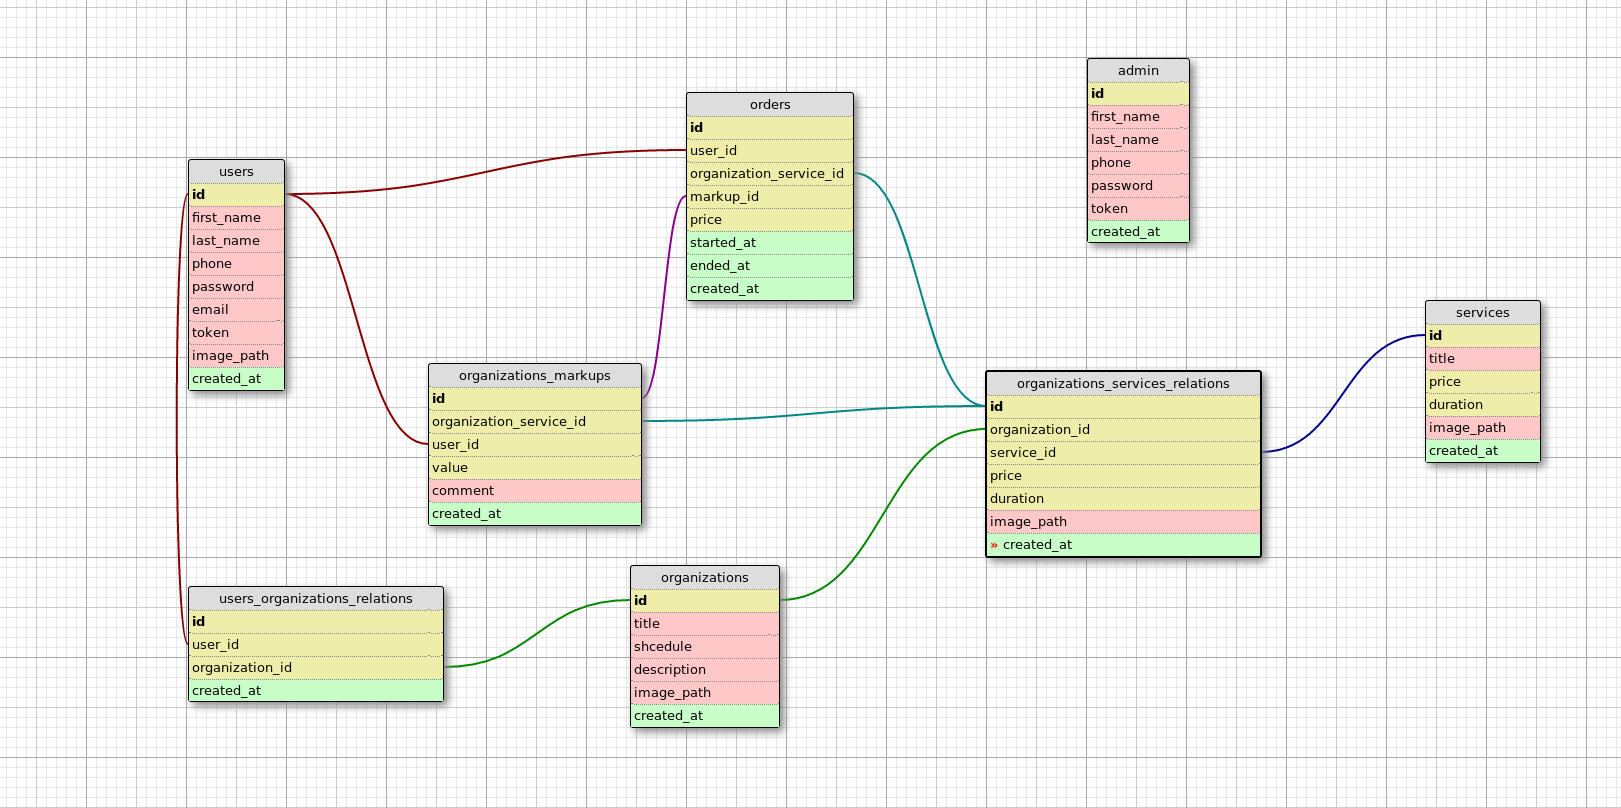 admin
id
first_name
last_name
phone
password
token
created_at
orders
id
user_id
organization_service_id
markup_id
price
started_at
ended_at
created_at
users
id
first_name
last_name
phone
password
email
token
image_path
created_at
services
id
title
price
duration
image_path
created_at
organizations_markups
id
organization_service_id
user_id
value
comment
created_at
organizations_services_relations
id
organization_id
service_id
price
duration
image_path
» created_at
organizations
id
title
shcedule
description
image_path
created_at
users_organizations_relations
id
user_id
organization_id
created_at